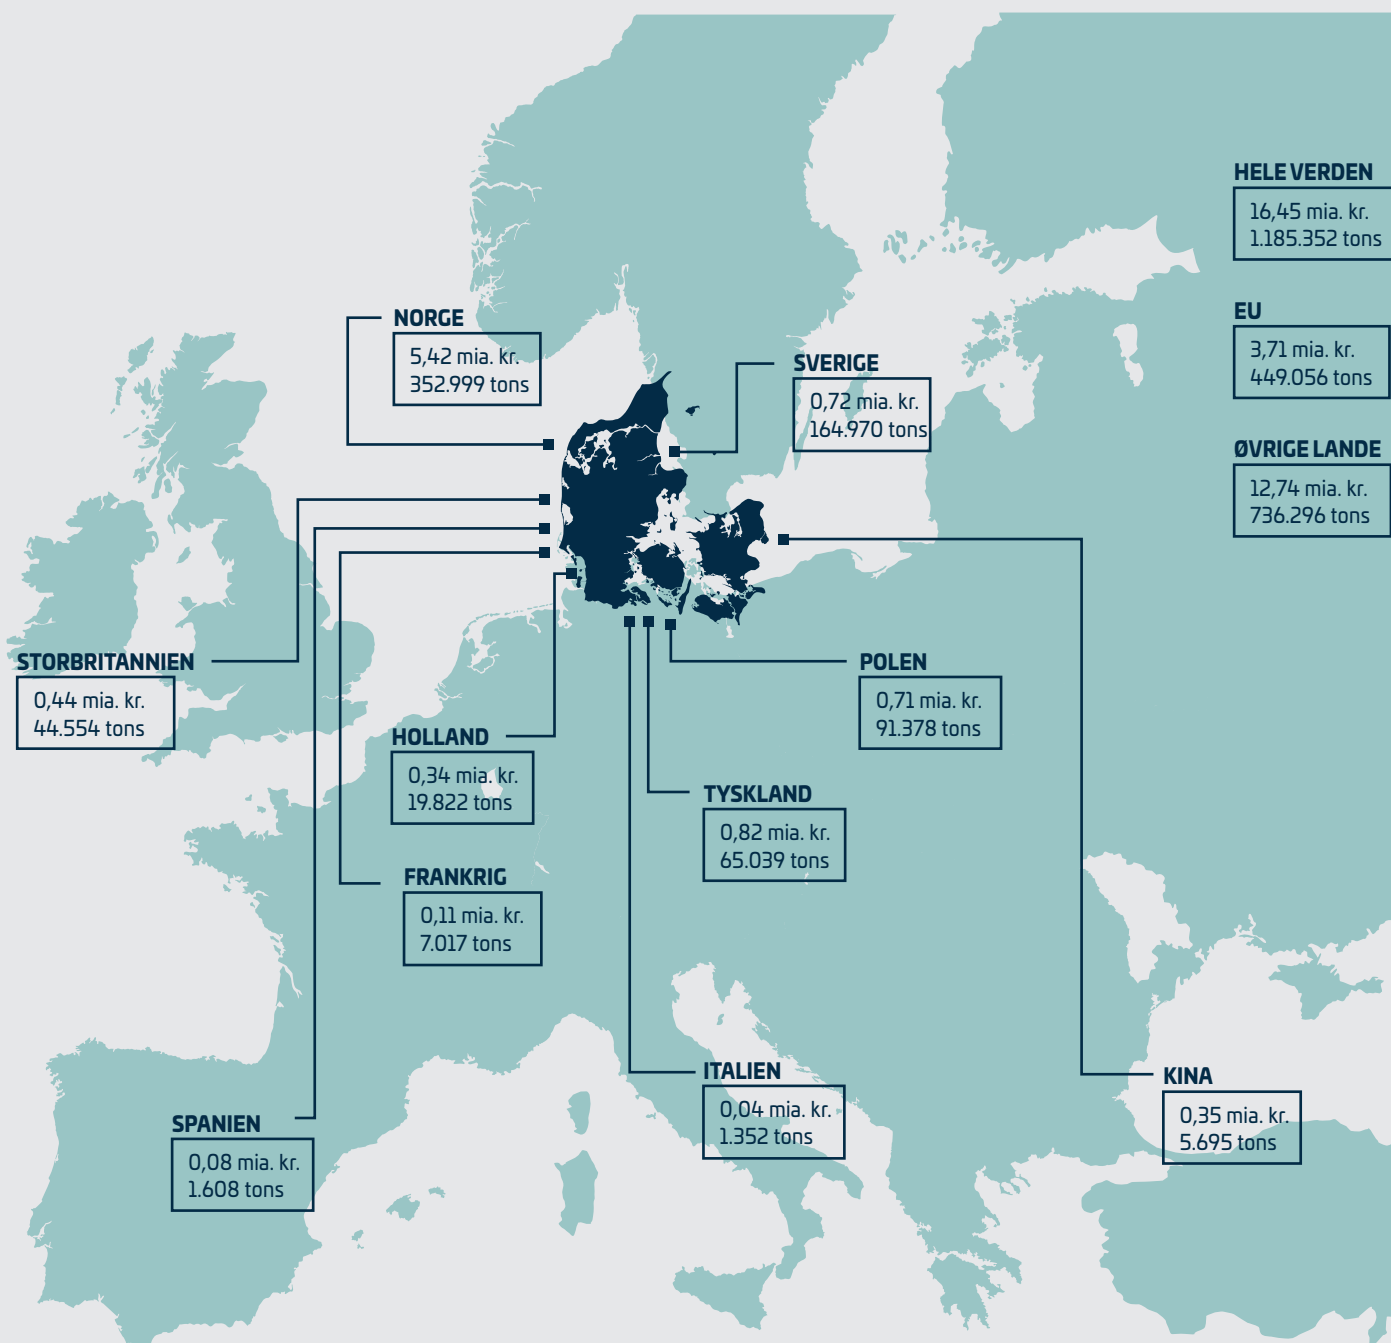 HELE VERDEN
16,45 mia. kr.
1.185.352 tons
EU
3,71 mia. kr.
449.056 tons
ØVRIGE LANDE
12,74 mia. kr.
736.296 tons
NORGE
5,42 mia. kr.
352.999 tons
SVERIGE
0,72 mia. kr.
164.970 tons
STORBRITANNIEN
0,44 mia. kr.
44.554 tons
POLEN
0,71 mia. kr.
91.378 tons
HOLLAND
0,34 mia. kr.
19.822 tons
TYSKLAND
0,82 mia. kr.
65.039 tons
FRANKRIG
0,11 mia. kr.
7.017 tons
ITALIEN
0,04 mia. kr.
1.352 tons
KINA
0,35 mia. kr.
5.695 tons
SPANIEN
0,08 mia. kr.
1.608 tons